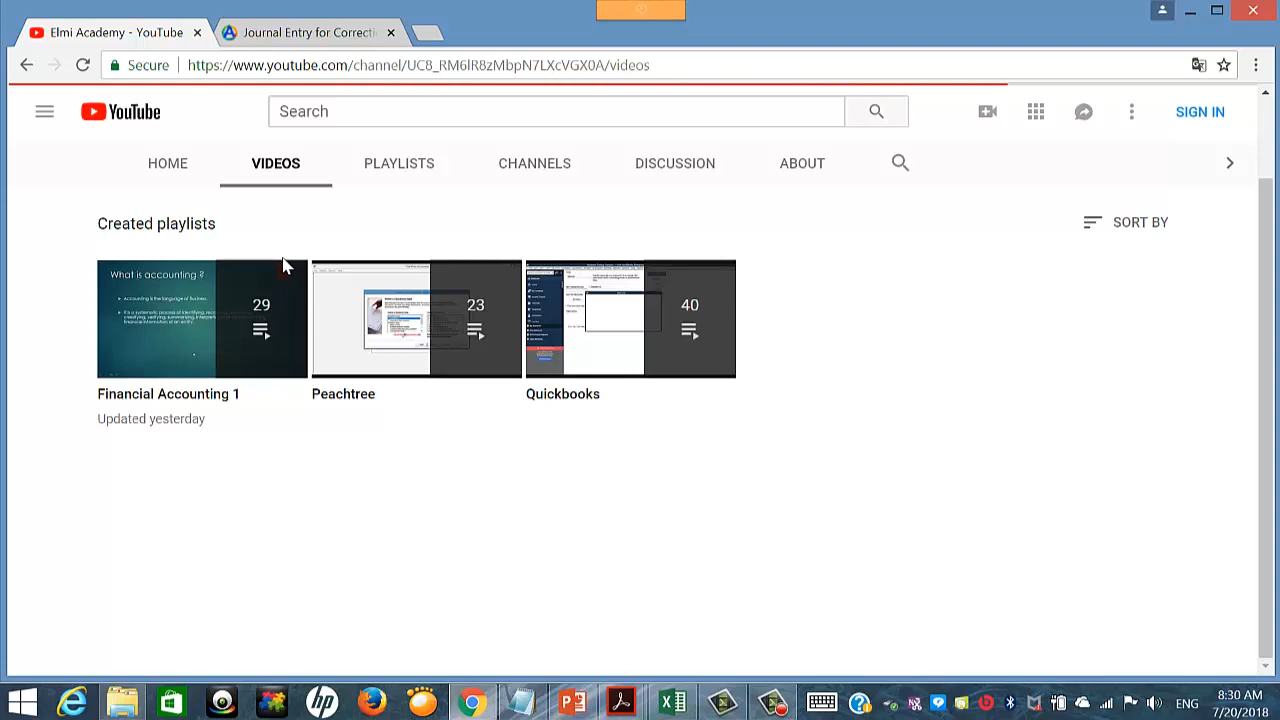 Elmi Academy - YouTube
Journal Entry for Correcti
Secure
https://www.youtube.com/channel/UC8_RM6lR3zMbpN7LXcVGX0A/videos
YouTube
Search
SIGN IN
HOME
VIDEOS
PLAYLISTS
CHANNELS
DISCUSSION
ABOUT
Created playlists
SORT BY
What is accounting ?
Accounting is the language of Business.
29
23
40
Financial Accounting 1
Peachtree
Quickbooks
Updated yesterday
hp
ENG
8:30 AM
7/20/2018